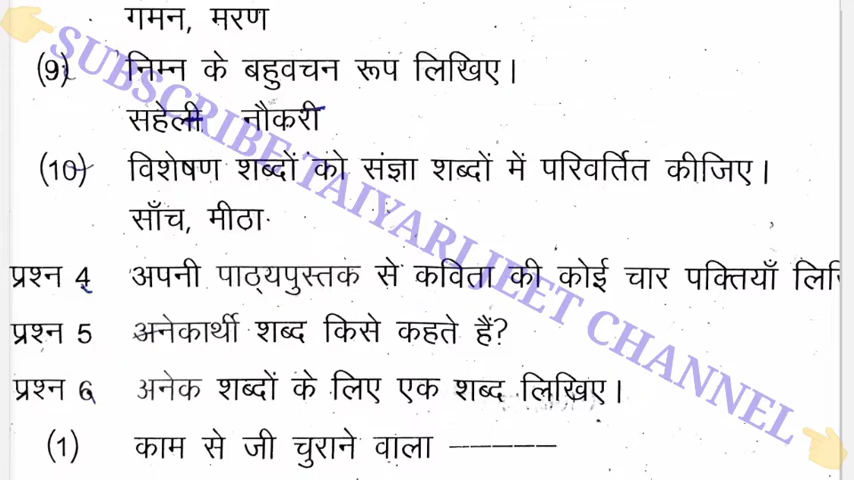 गमन, मरण
(9) निम्न के बहुवचन रूप लिखिए।
सहेली नौकरी
(10) विशेषण शब्दों को संज्ञा शब्दों में परिवर्तित कीजिए।
साँच, मीठा
प्रश्न 4 अपनी पाठ्यपुस्तक से कविता की कोई चार पक्तियाँ लि
प्रश्न 5 अनेकार्थी शब्द किसे कहते हैं?
प्रश्न 6 अनेक शब्दों के लिए एक शब्द लिखिए।
(1) काम से जी चुराने वाला ––––––
SUBSCRIBE TAIYARI JEET CHANNEL